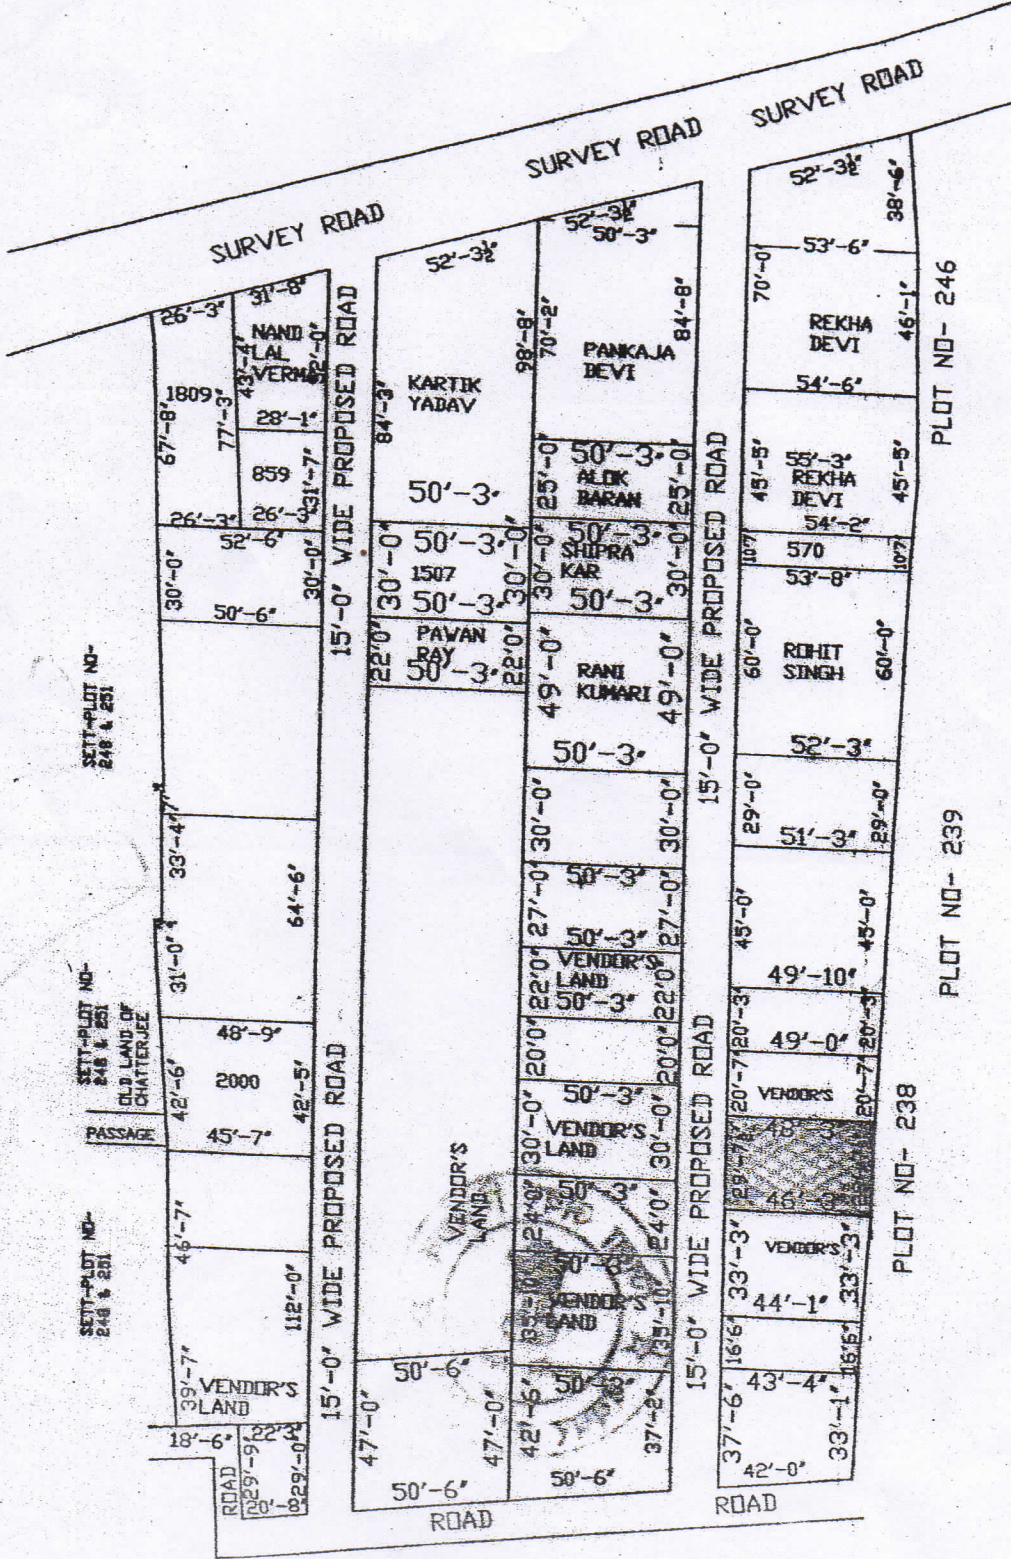 SURVEY ROAD
SURVEY ROAD
SURVEY ROAD
52'-3½"
38'-6"
53'-6"
70'-0"
REKHA
DEVI
46'-1"
54'-6"
PLOT NO- 246
45'-5"
REKHA
DEVI
45'-5"
54'-2"
10'7"
570
10'7"
53'-8"
60'-0"
ROHIT
SINGH
60'-0"
52'-3"
29'-0"
51'-3"
29'-0"
PLOT NO- 239
45'-0"
45'-0"
49'-10"
20'-3"
49'-0"
20'-3"
20'-7"
VENDOR'S
20'-7"
PLOT NO- 238
33'-3"
VENDOR'S
33'-3"
44'-1"
16'6"
16'6"
43'-4"
37'-6"
33'-1"
42'-0"
ROAD
15'-0" WIDE PROPOSED ROAD
15'-0" WIDE PROPOSED ROAD
52'-3½"
50'-3"
70'-2"
84'-8"
PANKAJA
DEVI
50'-3"
25'-0"
ALOK
BARAN
25'-0"
50'-3"
30'-0"
SHIPRA
KAR
30'-0"
50'-3"
49'-0"
RANI
KUMARI
49'-0"
50'-3"
30'-0"
30'-0"
50'-3"
27'-0"
27'-0"
50'-3"
22'0"
VENDOR'S
LAND
22'0"
50'-3"
20'0"
20'0"
50'-3"
30'-0"
VENDOR'S
LAND
30'-0"
50'-3"
24'0"
24'0"
35'-10"
VENDOR'S
LAND
35'-10"
42'-6"
37'-2"
50'-6"
52'-3½"
98'-8"
84'-3"
KARTIK
YADAV
50'-3"
50'-3"
30'-0"
1507
30'-0"
50'-3"
22'0"
PAWAN
RAY
22'0"
50'-3"
VENDOR'S
LAND
50'-6"
47'-0"
47'-0"
50'-6"
ROAD
15'-0" WIDE PROPOSED ROAD
15'-0" WIDE PROPOSED ROAD
26'-3"
31'-8"
NAND
LAL
VERMA
1809
67'-8"
77'-3"
28'-1"
859
31'-7"
26'-3"
26'-3"
52'-6"
30'-0"
30'-0"
50'-6"
SETT-PLOT NO-
248 & 251
33'-4"
64'-6"
31'-0"
SETT-PLOT NO-
248 & 251
OLD LAND OF
CHATTERJEE
48'-9"
42'-6"
2000
42'-5"
PASSAGE
45'-7"
46'-7"
SETT-PLOT NO-
248 & 251
112'-0"
39'-7"
VENDOR'S
LAND
18'-6"
ROAD
29'-9"
29'-0"
20'-8"